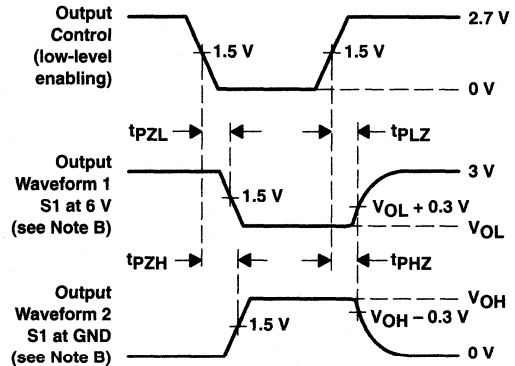 Output
Control
(low-level
enabling)
1.5 V
1.5 V
2.7 V
0 V
tPZL
tPLZ
Output
Waveform 1
S1 at 6 V
(see Note B)
1.5 V
3 V
VOL + 0.3 V
VOL
tPZH
tPHZ
Output
Waveform 2
S1 at GND
(see Note B)
1.5 V
VOH
VOH – 0.3 V
0 V